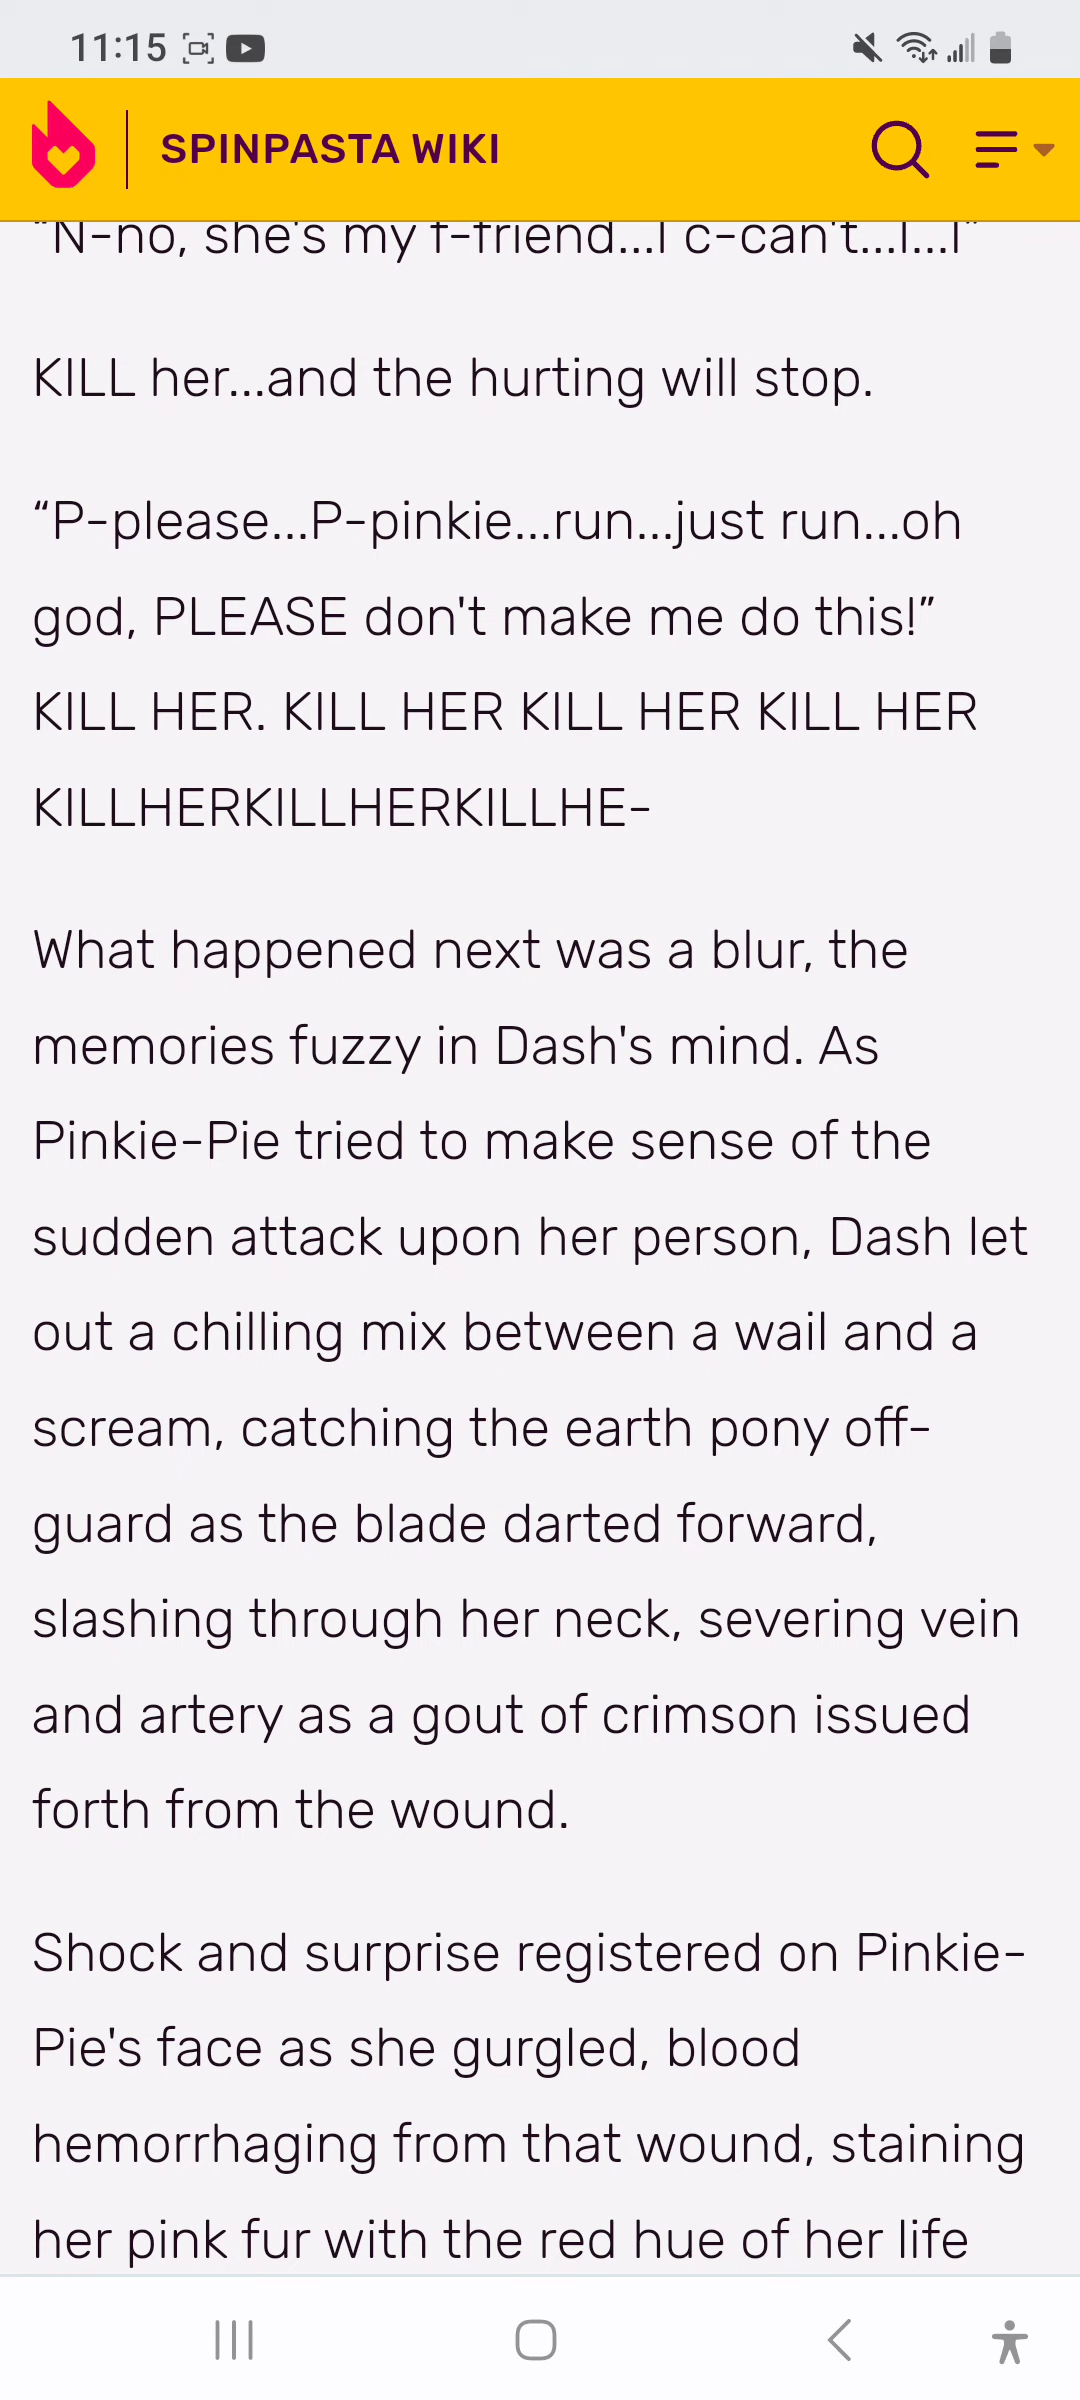 11:15
SPINPASTA WIKI
“N-no, she's my f-friend...I c-can't...I...I”
KILL her...and the hurting will stop.
“P-please...P-pinkie...run...just run...oh
god, PLEASE don't make me do this!”
KILL HER. KILL HER KILL HER KILL HER
KILLHERKILLHERKILLHE-
What happened next was a blur, the
memories fuzzy in Dash's mind. As
Pinkie-Pie tried to make sense of the
sudden attack upon her person, Dash let
out a chilling mix between a wail and a
scream, catching the earth pony off-
guard as the blade darted forward,
slashing through her neck, severing vein
and artery as a gout of crimson issued
forth from the wound.
Shock and surprise registered on Pinkie-
Pie's face as she gurgled, blood
hemorrhaging from that wound, staining
her pink fur with the red hue of her life